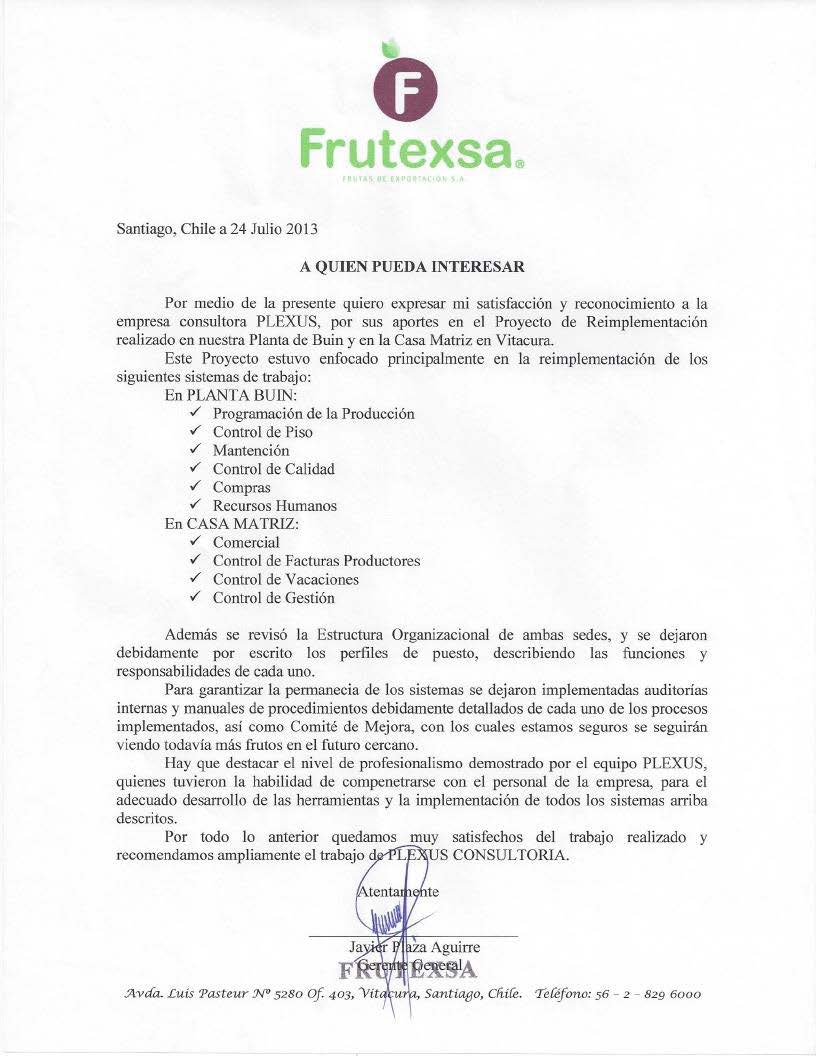 F
Frutexsa®
FRUTAS DE EXPORTACIÓN S.A.
Santiago, Chile a 24 Julio 2013
A QUIEN PUEDA INTERESAR
Por medio de la presente quiero expresar mi satisfacción y reconocimiento a la
empresa consultora PLEXUS, por sus aportes en el Proyecto de Reimplementación
realizado en nuestra Planta de Buin y en la Casa Matriz en Vitacura.
Este Proyecto estuvo enfocado principalmente en la reimplementación de los
siguientes sistemas de trabajo:
En PLANTA BUIN:
✓ Programación de la Producción
✓ Control de Piso
✓ Mantención
✓ Control de Calidad
✓ Compras
✓ Recursos Humanos
En CASA MATRIZ:
✓ Comercial
✓ Control de Facturas Productores
✓ Control de Vacaciones
✓ Control de Gestión
Además se revisó la Estructura Organizacional de ambas sedes, y se dejaron
debidamente por escrito los perfiles de puesto, describiendo las funciones y
responsabilidades de cada uno.
Para garantizar la permanecia de los sistemas se dejaron implementadas auditorías
internas y manuales de procedimientos debidamente detallados de cada uno de los procesos
implementados, así como Comité de Mejora, con los cuales estamos seguros se seguirán
viendo todavía más frutos en el futuro cercano.
Hay que destacar el nivel de profesionalismo demostrado por el equipo PLEXUS,
quienes tuvieron la habilidad de compenetrarse con el personal de la empresa, para el
adecuado desarrollo de las herramientas y la implementación de todos los sistemas arriba
descritos.
Por todo lo anterior quedamos muy satisfechos del trabajo realizado y
recomendamos ampliamente el trabajo de PLEXUS CONSULTORIA.
Atentamente
Javier Plaza Aguirre
Gerente General
FRUTEXSA
Avda. Luis Pasteur Nº 5280 Of. 403, Vitacura, Santiago, Chile. Teléfono: 56 – 2 – 829 6000